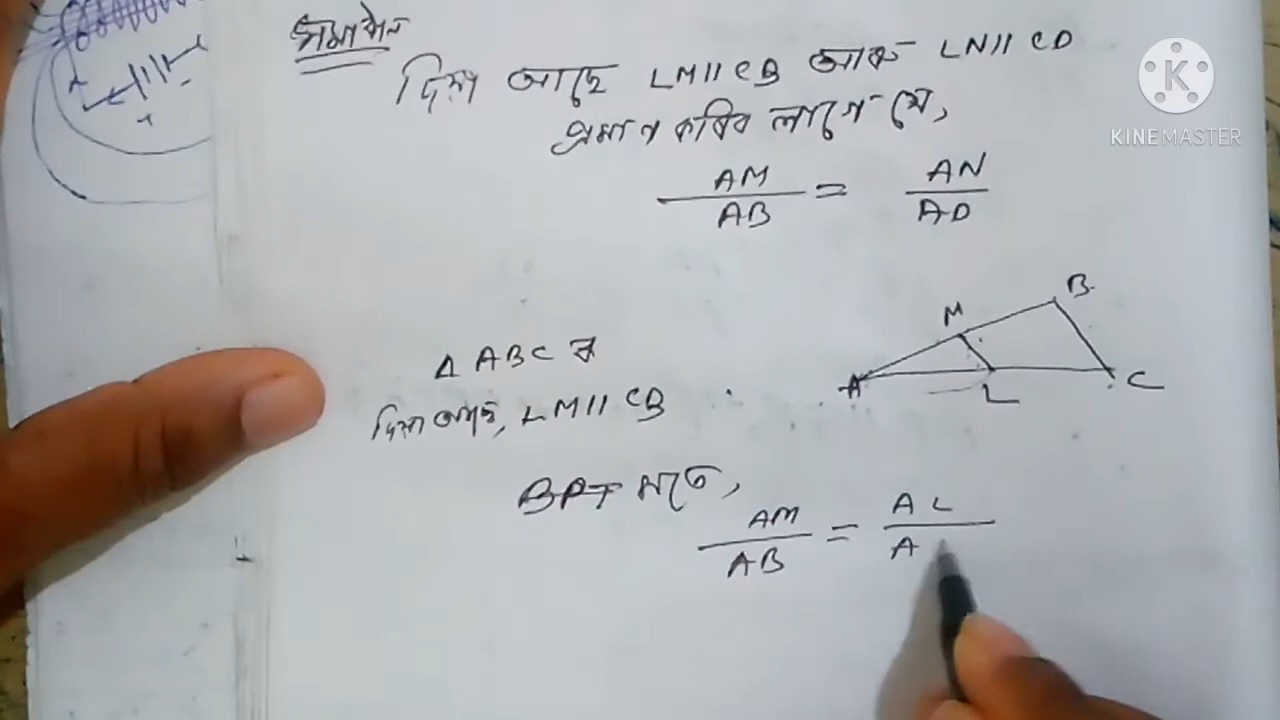 সমাধান
দিয়া আছে LM||CB আৰু LN||CD
প্ৰমাণ কৰিব লাগে যে,
AM/AB = AN/AD
B
M
Δ ABC ৰ
A
L
C
দিয়া আছে, LM||CB
BPT মতে,
AM/AB = AL/A
K
KINEMASTER